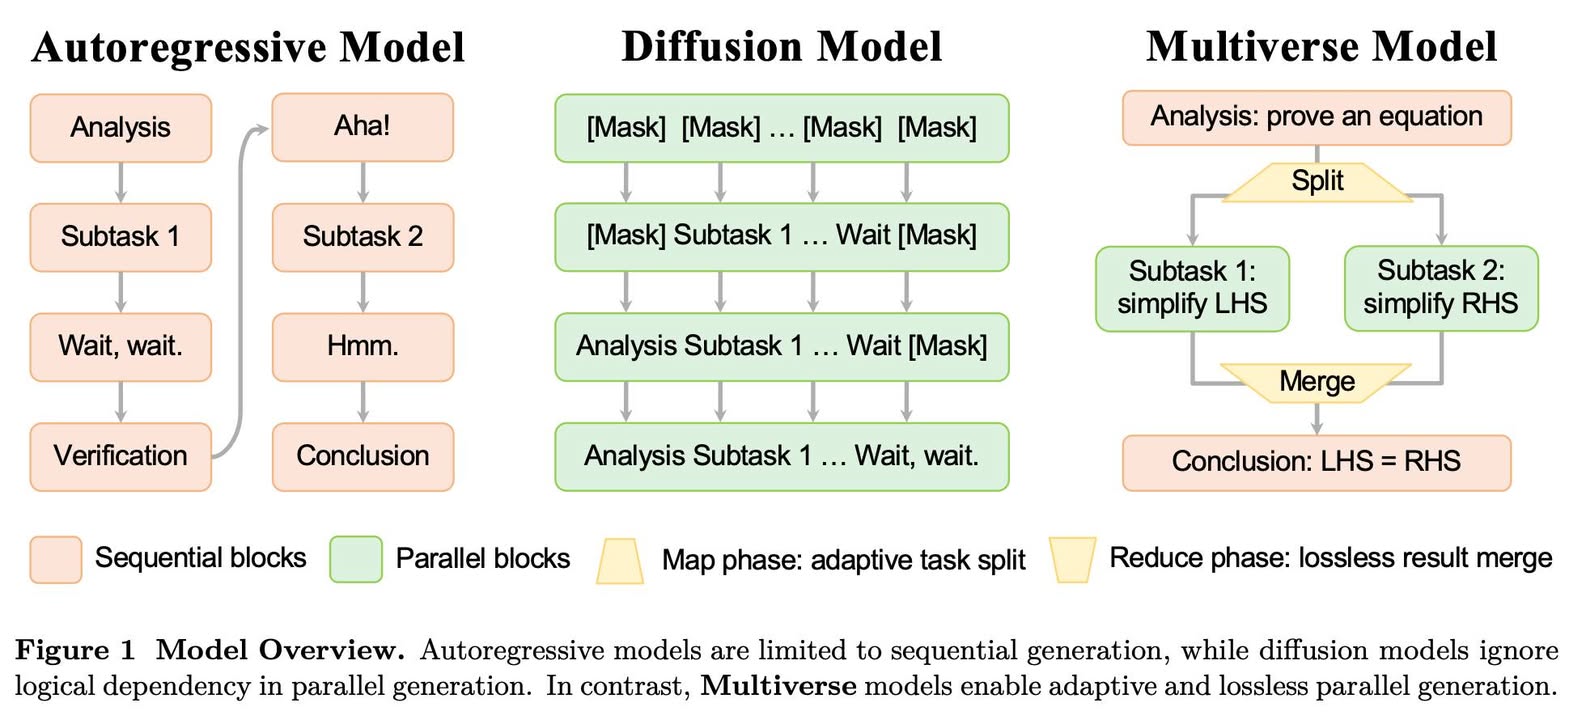 Autoregressive Model
Analysis
Subtask 1
Wait, wait.
Verification
Aha!
Subtask 2
Hmm.
Conclusion
Diffusion Model
[Mask] [Mask] … [Mask] [Mask]
[Mask] Subtask 1 … Wait [Mask]
Analysis Subtask 1 … Wait [Mask]
Analysis Subtask 1 … Wait, wait.
Multiverse Model
Analysis: prove an equation
Split
Subtask 1:
simplify LHS
Subtask 2:
simplify RHS
Merge
Conclusion: LHS = RHS
Sequential blocks
Parallel blocks
Map phase: adaptive task split
Reduce phase: lossless result merge
Figure 1 Model Overview. Autoregressive models are limited to sequential generation, while diffusion models ignore
logical dependency in parallel generation. In contrast, Multiverse models enable adaptive and lossless parallel generation.